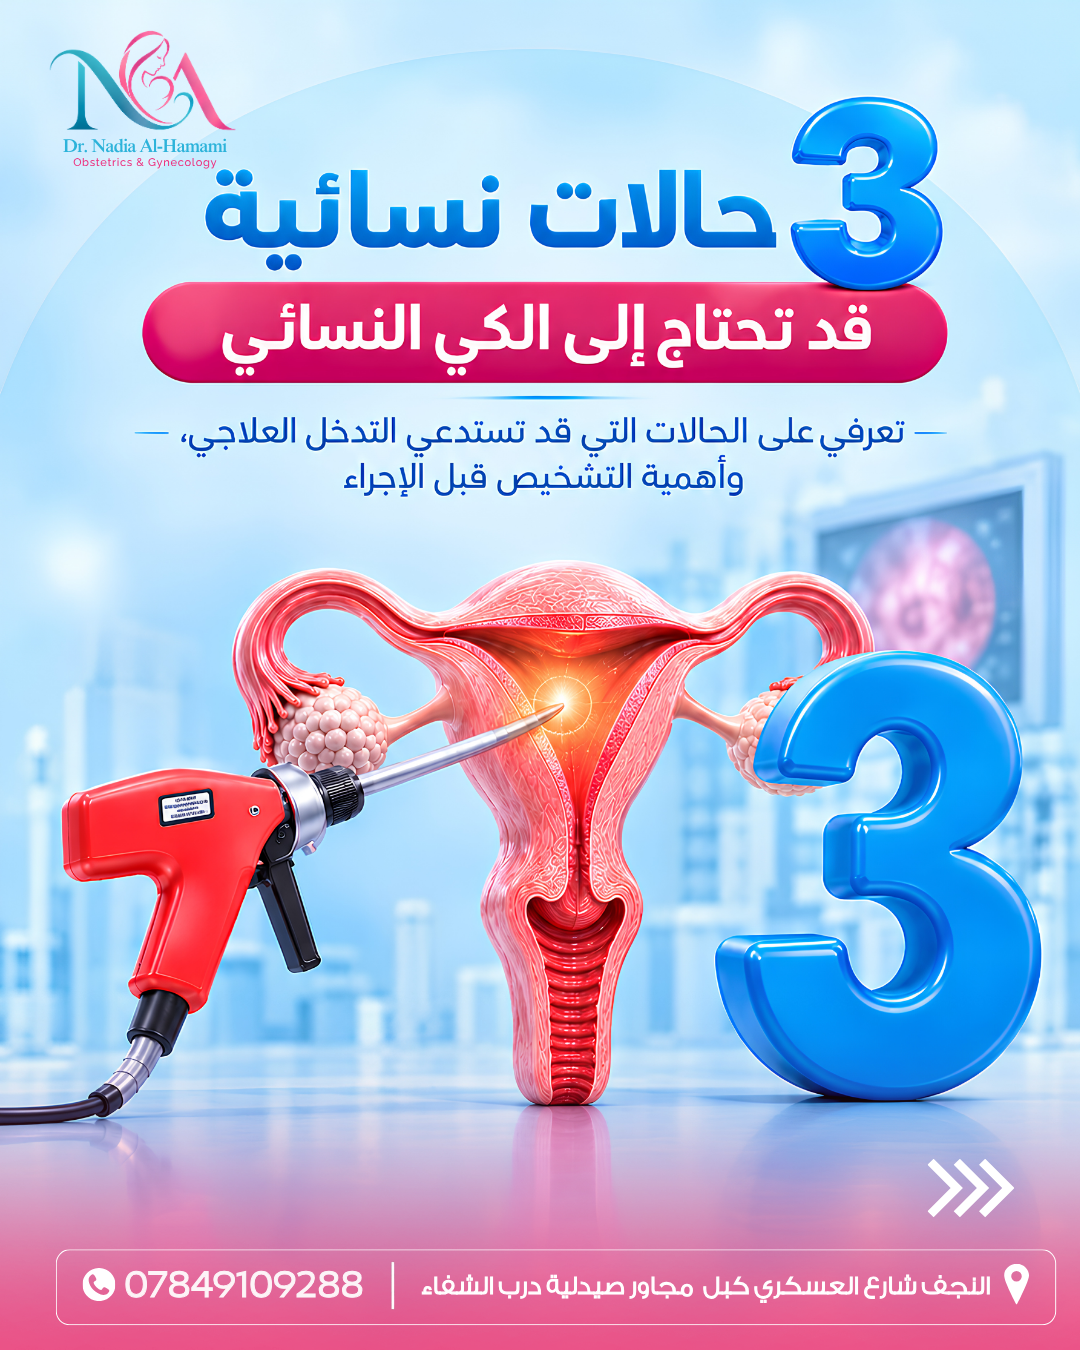 Dr. Nadia Al-Hamami
Obstetrics & Gynecology
3 حالات نسائية
قد تحتاج إلى الكي النسائي
تعرفي على الحالات التي قد تستدعي التدخل العلاجي،
وأهمية التشخيص قبل الإجراء
3
النجف شارع العسكري كبل مجاور صيدلية درب الشفاء
07849109288